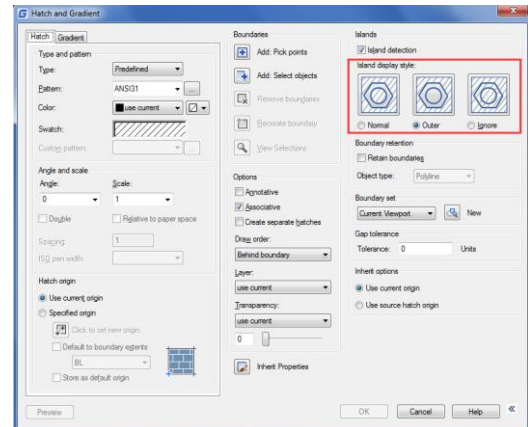 Hatch and Gradient
Hatch
Gradient
Type and pattern
Type:
Predefined
Pattern:
ANSI31
...
Color:
use current
Swatch:
Custom pattern:
...
Angle and scale
Angle:
Scale:
0
1
Double
Relative to paper space
Spacing:
1
ISO pen width:
Hatch origin
Use current origin
Specified origin
Click to set new origin
Default to boundary extents
BL
Store as default origin
Preview
Boundaries
Add: Pick points
Add: Select objects
Remove boundaries
Recreate boundary
View Selections
Options
Annotative
Associative
Create separate hatches
Draw order:
Behind boundary
Layer:
use current
Transparency:
use current
0
Inherit Properties
Islands
Island detection
Island display style:
Normal
Outer
Ignore
Boundary retention
Retain boundaries
Object type:
Polyline
Boundary set
Current Viewport
New
Gap tolerance
Tolerance:
0
Units
Inherit options
Use current origin
Use source hatch origin
OK
Cancel
Help